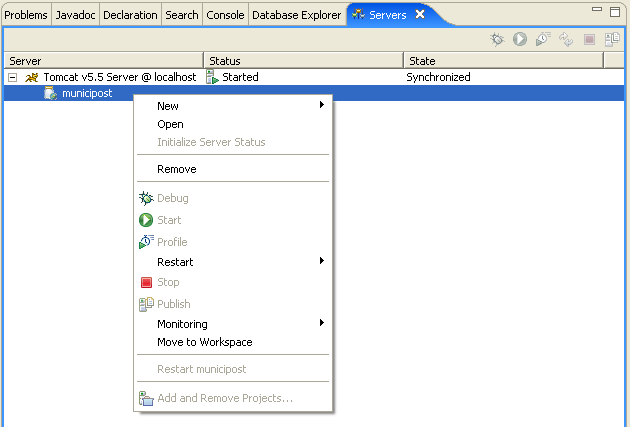 Problems Javadoc Declaration Search Console Database Explorer Servers
Server Status State
Tomcat v5.5 Server @ localhost Started Synchronized
municipost
New
Open
Initialize Server Status
Remove
Debug
Start
Profile
Restart
Stop
Publish
Monitoring
Move to Workspace
Restart municipost
Add and Remove Projects...